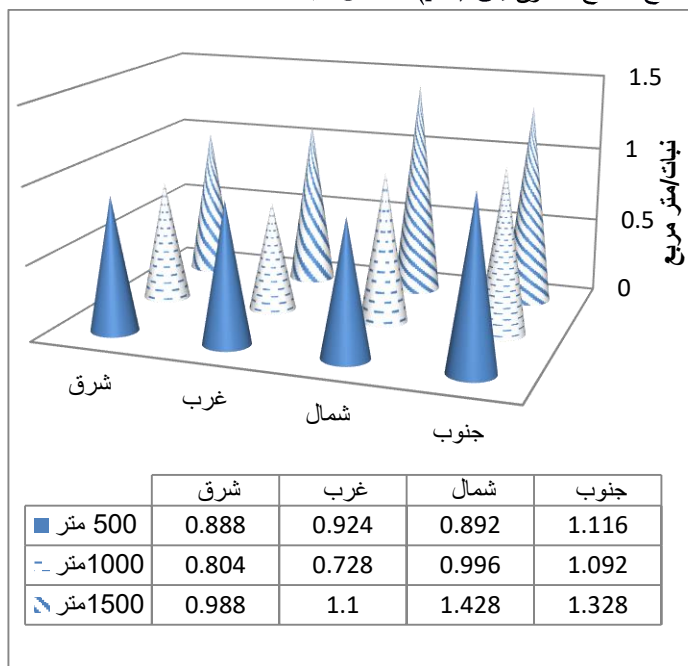 1.5
1
0.5
0
نبات/متر مربع
شرق
غرب
شمال
جنوب
شرق غرب شمال جنوب
500 متر 0.888 0.924 0.892 1.116
1000متر 0.804 0.728 0.996 1.092
1500متر 0.988 1.1 1.428 1.328